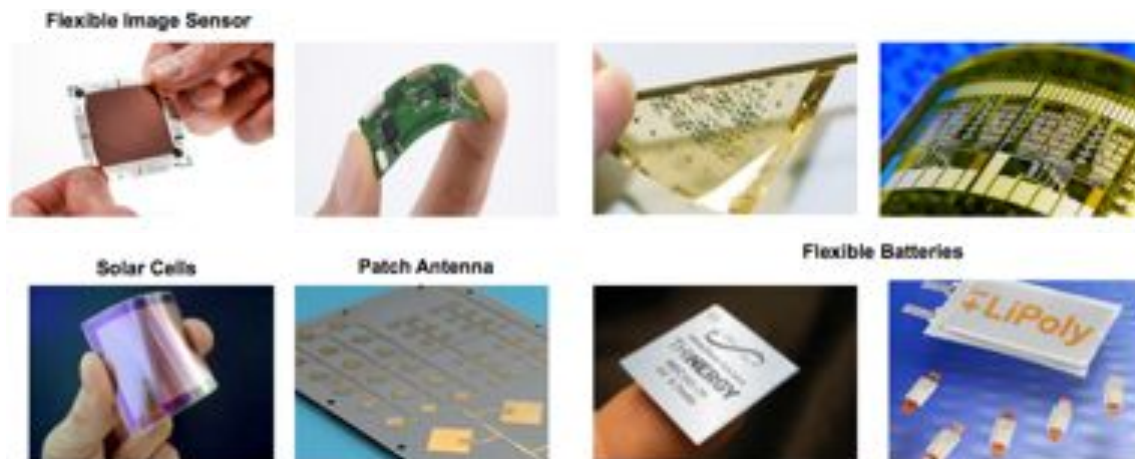 Flexible Image Sensor
Solar Cells
Patch Antenna
Flexible Batteries
THINERGY
LiPoly